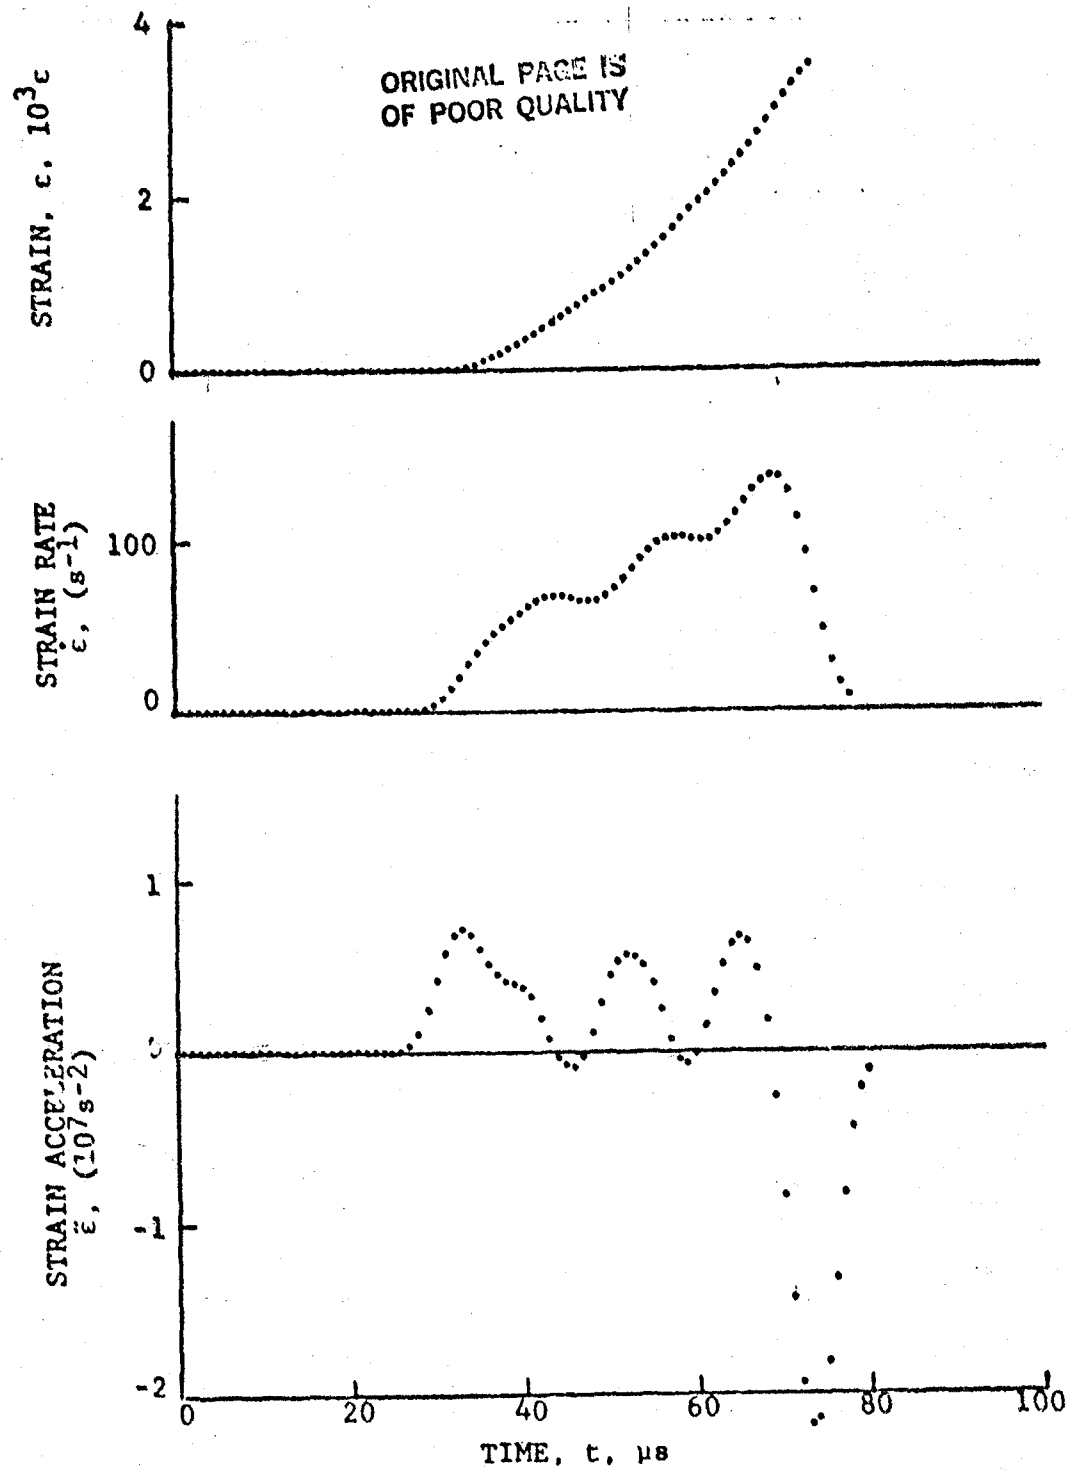 4
ORIGINAL PAGE IS
OF POOR QUALITY
STRAIN, ε, 10³ε
2
0
STRAIN RATE
ε̇, (s⁻¹)
100
0
1
STRAIN ACCELERATION
ε̈, (10⁷s-2)
0
-1
-2
0 20 40 60 80 100
TIME, t, μs